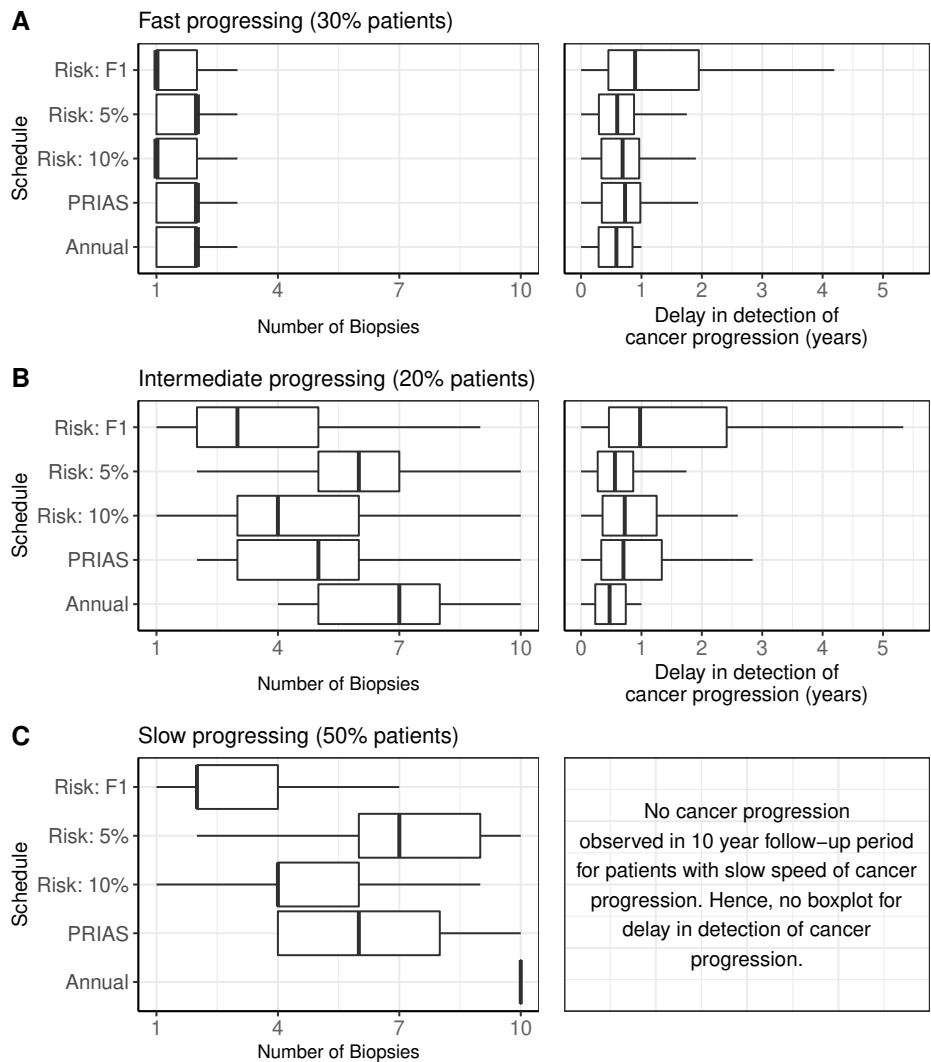 A
Fast progressing (30% patients)
Schedule
Risk: F1
Risk: 5%
Risk: 10%
PRIAS
Annual
1 4 7 10
Number of Biopsies
0 1 2 3 4 5
Delay in detection of
cancer progression (years)
B
Intermediate progressing (20% patients)
Schedule
Risk: F1
Risk: 5%
Risk: 10%
PRIAS
Annual
1 4 7 10
Number of Biopsies
0 1 2 3 4 5
Delay in detection of
cancer progression (years)
C
Slow progressing (50% patients)
Schedule
Risk: F1
Risk: 5%
Risk: 10%
PRIAS
Annual
1 4 7 10
Number of Biopsies
No cancer progression
observed in 10 year follow−up period
for patients with slow speed of cancer
progression. Hence, no boxplot for
delay in detection of cancer
progression.